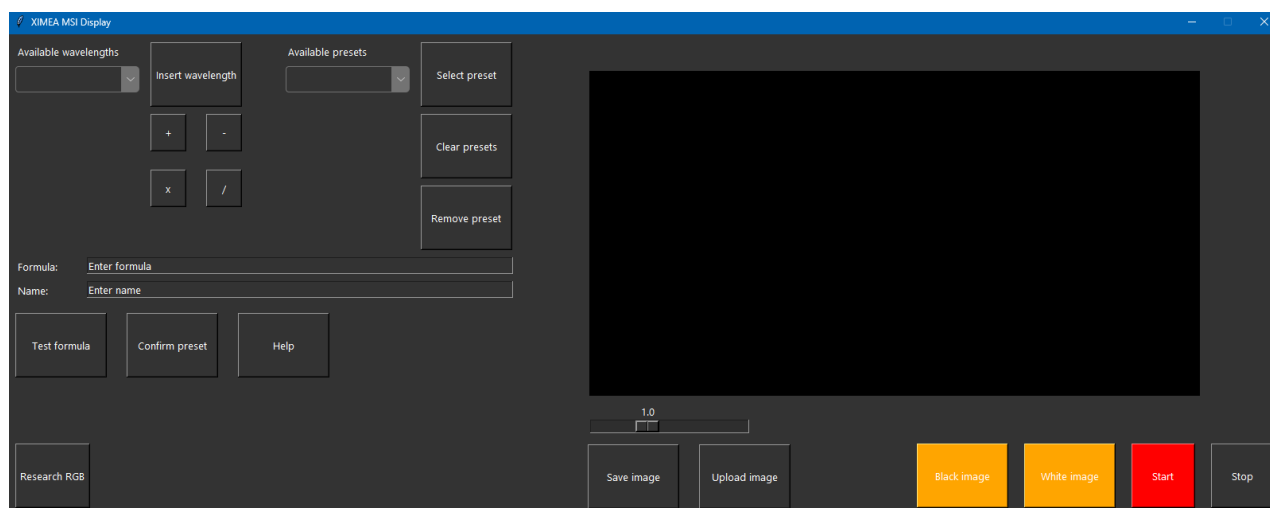 XIMEA MSI Display
Available wavelengths
Insert wavelength
Available presets
Select preset
+
-
Clear presets
x
/
Remove preset
Formula: Enter formula
Name: Enter name
Test formula
Confirm preset
Help
1.0
Research RGB
Save image
Upload image
Black image
White image
Start
Stop